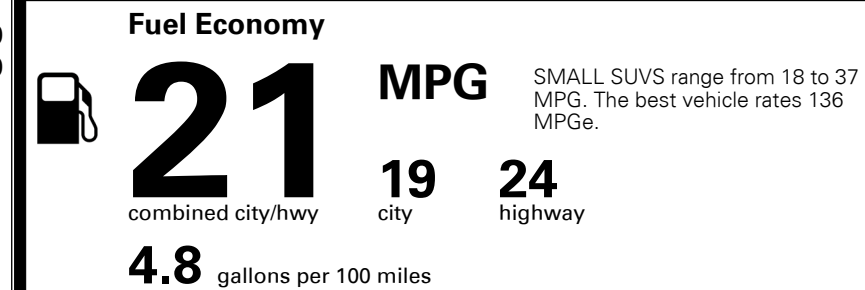 Fuel Economy
21
MPG
SMALL SUVS range from 18 to 37
MPG. The best vehicle rates 136
MPGe.
combined city/hwy
19
city
24
highway
4.8 gallons per 100 miles